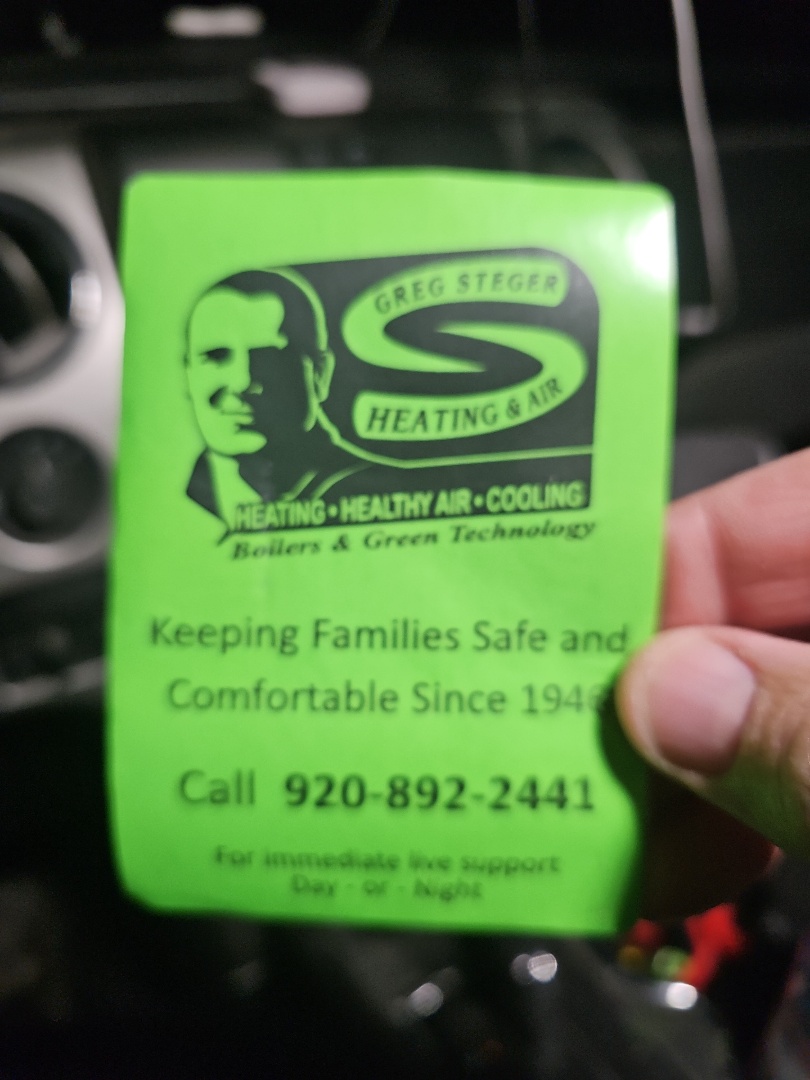 GREG STEGER
HEATING & AIR
HEATING • HEALTHY AIR • COOLING
Boilers & Green Technology
Keeping Families Safe and
Comfortable Since
Call 920-892-2441
For immediate live support
Day - or - Night